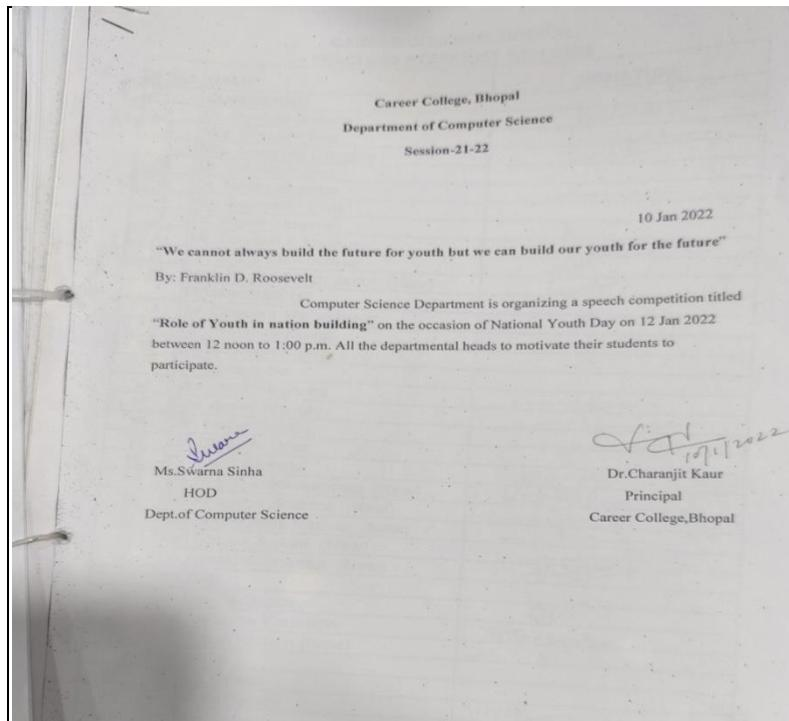 Career College, Bhopal
Department of Computer Science
Session-21-22
10 Jan 2022
“We cannot always build the future for youth but we can build our youth for the future”
By: Franklin D. Roosevelt
Computer Science Department is organizing a speech competition titled
“Role of Youth in nation building” on the occasion of National Youth Day on 12 Jan 2022
between 12 noon to 1:00 p.m. All the departmental heads to motivate their students to
participate.
10/1/2022
Ms.Swarna Sinha
Dr.Charanjit Kaur
HOD
Principal
Dept.of Computer Science
Career College,Bhopal